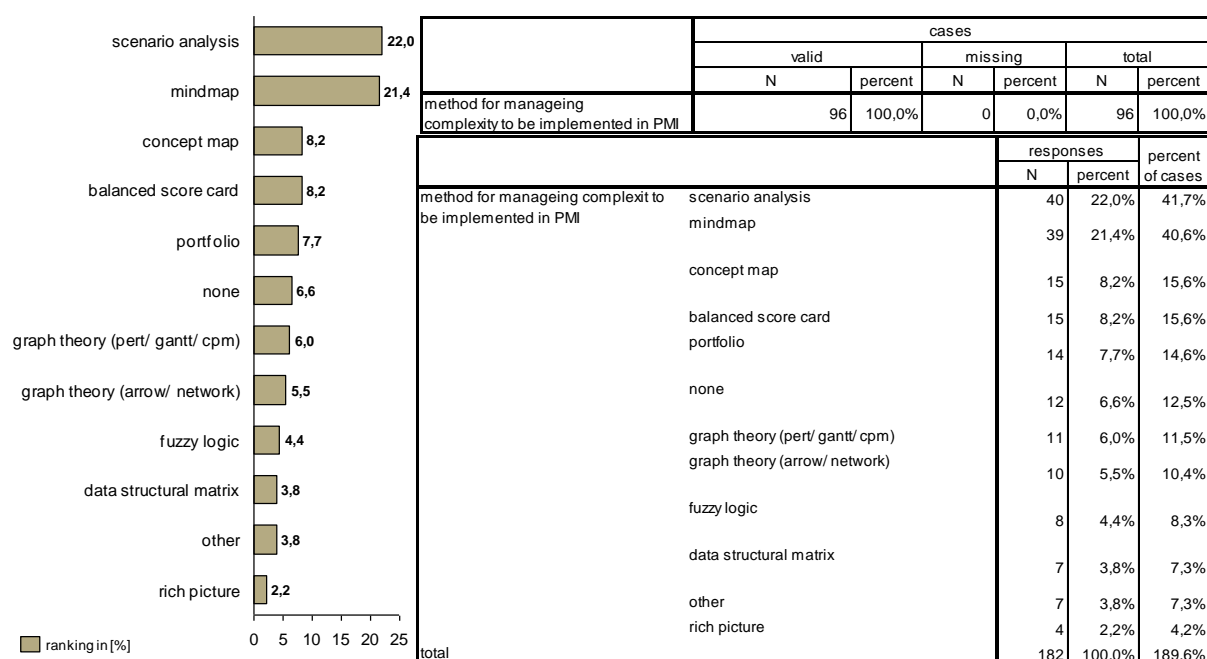 scenario analysis 22,0
mindmap 21,4
concept map 8,2
balanced score card 8,2
portfolio 7,7
none 6,6
graph theory (pert/ gantt/ cpm) 6,0
graph theory (arrow/ network) 5,5
fuzzy logic 4,4
data structural matrix 3,8
other 3,8
rich picture 2,2
0 5 10 15 20 25
ranking in [%]
cases
valid missing total
N percent N percent N percent
method for manageing
complexity to be implemented in PMI 96 100,0% 0 0,0% 96 100,0%
responses percent
N percent of cases
method for manageing complexit to scenario analysis 40 22,0% 41,7%
be implemented in PMI mindmap 39 21,4% 40,6%
concept map 15 8,2% 15,6%
balanced score card 15 8,2% 15,6%
portfolio 14 7,7% 14,6%
none 12 6,6% 12,5%
graph theory (pert/ gantt/ cpm) 11 6,0% 11,5%
graph theory (arrow/ network) 10 5,5% 10,4%
fuzzy logic 8 4,4% 8,3%
data structural matrix 7 3,8% 7,3%
other 7 3,8% 7,3%
rich picture 4 2,2% 4,2%
total 182 100,0% 189,6%